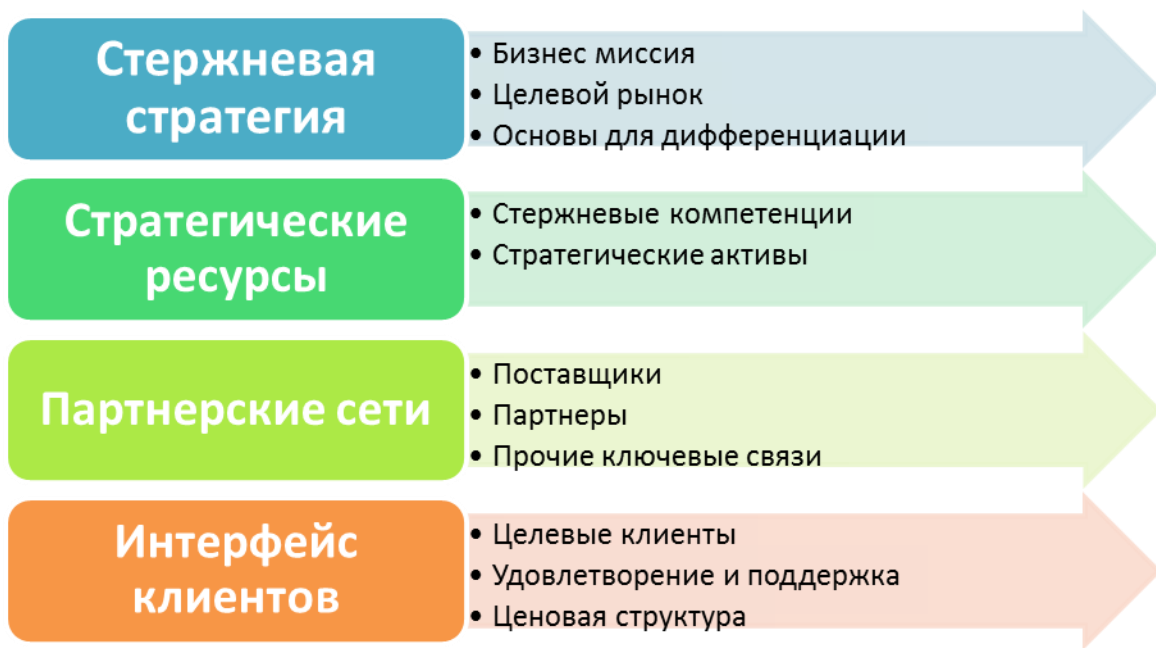 Стержневая
стратегия
• Бизнес миссия
• Целевой рынок
• Основы для дифференциации
Стратегические
ресурсы
• Стержневые компетенции
• Стратегические активы
Партнерские сети
• Поставщики
• Партнеры
• Прочие ключевые связи
Интерфейс
клиентов
• Целевые клиенты
• Удовлетворение и поддержка
• Ценовая структура